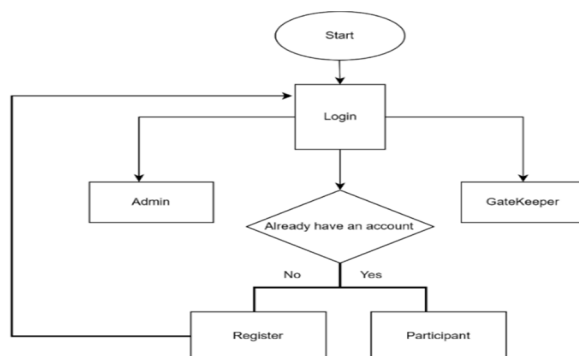 Start
Login
Admin
GateKeeper
Already have an account
No
Yes
Register
Participant